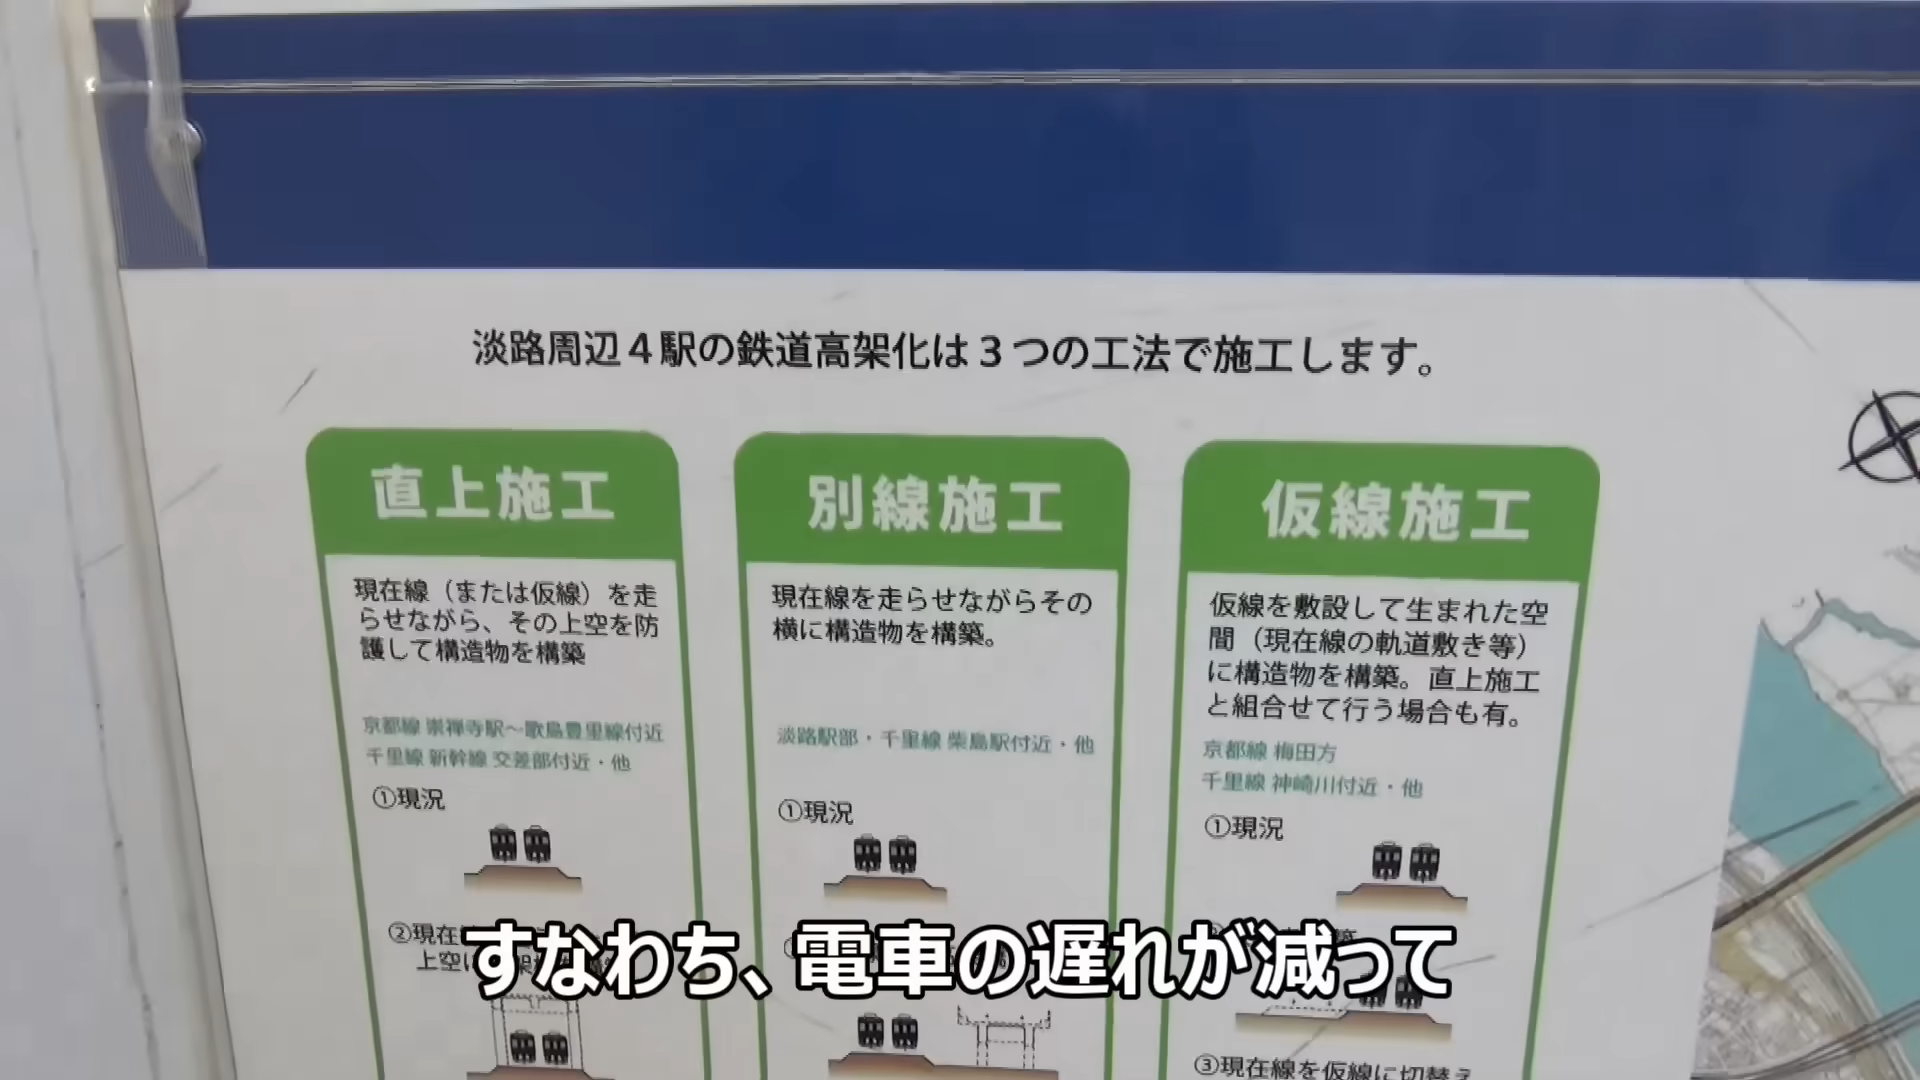 淡路周辺４駅の鉄道高架化は３つの工法で施工します。
直上施工
現在線（または仮線）を走
らせながら、その上空を防
護して構造物を構築
京都線 崇禅寺駅～歌島豊里線付近
千里線 新幹線 交差部付近・他
①現況
②現在
上空に
別線施工
現在線を走らせながらその
横に構造物を構築。
淡路駅部・千里線 柴島駅付近・他
①現況
仮線施工
仮線を敷設して生まれた空
間（現在線の軌道敷き等）
に構造物を構築。直上施工
と組合せて行う場合も有。
京都線 梅田方
千里線 神崎川付近・他
①現況
③現在線を仮線に切替え
すなわち、電車の遅れが減って